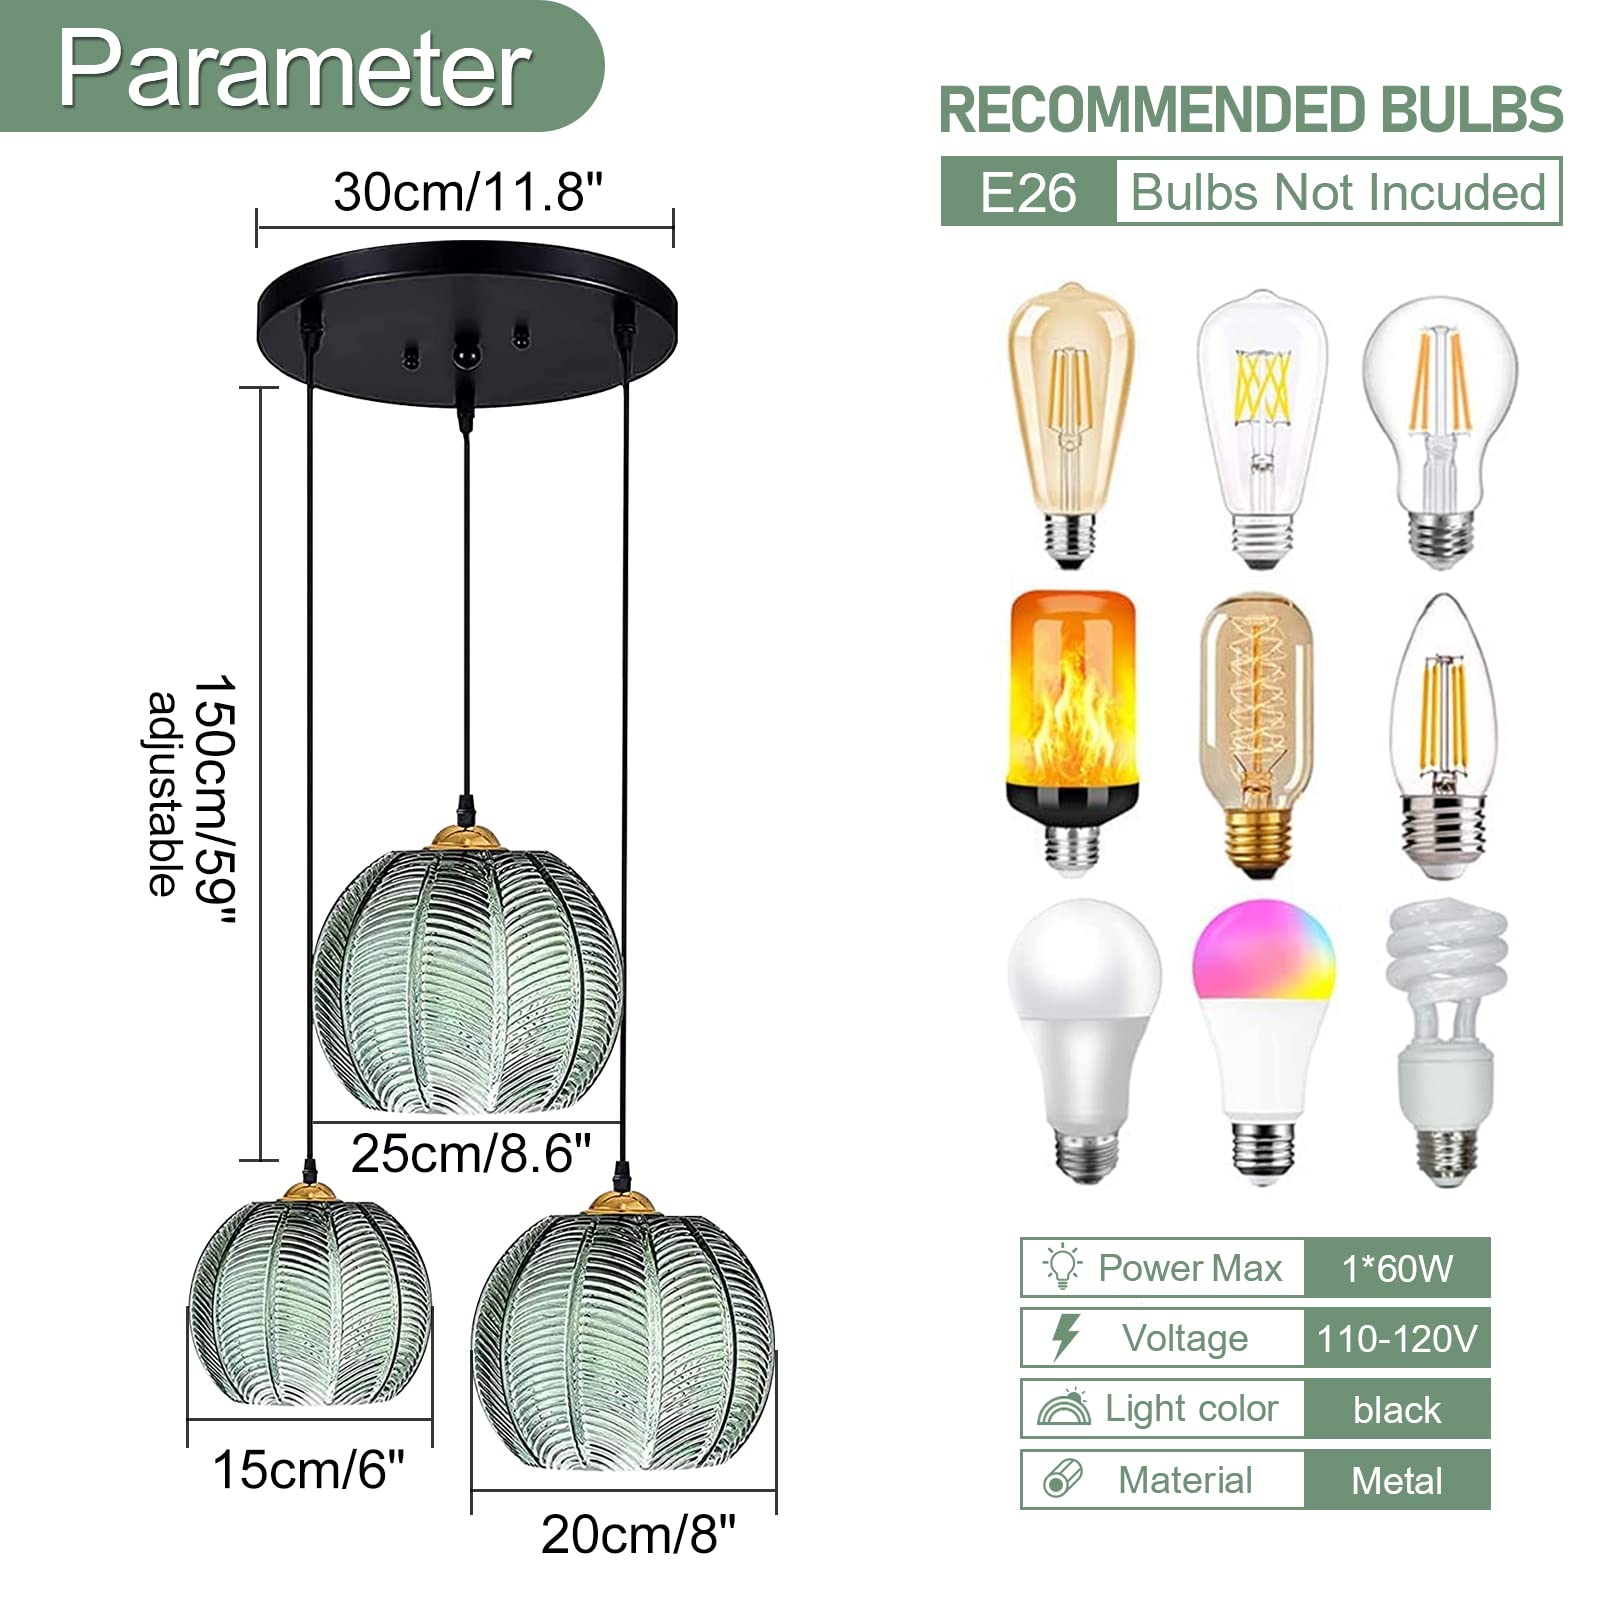 Parameter
30cm/11.8"
150cm/59"
adjustable
25cm/8.6"
15cm/6"
20cm/8"
RECOMMENDED BULBS
E26 Bulbs Not Incuded
Power Max 1*60W
Voltage 110-120V
Light color black
Material Metal